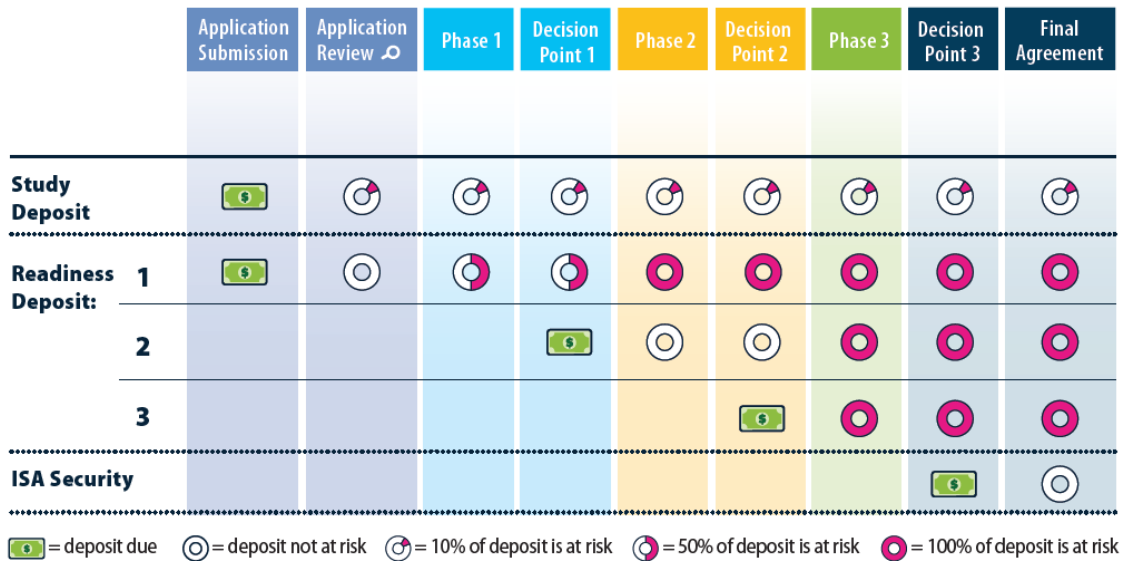 Application Submission
Application Review
Phase 1
Decision Point 1
Phase 2
Decision Point 2
Phase 3
Decision Point 3
Final Agreement
Study Deposit
$
Readiness Deposit:
1
$
2
$
3
$
ISA Security
$
$ = deposit due
= deposit not at risk
= 10% of deposit is at risk
= 50% of deposit is at risk
= 100% of deposit is at risk